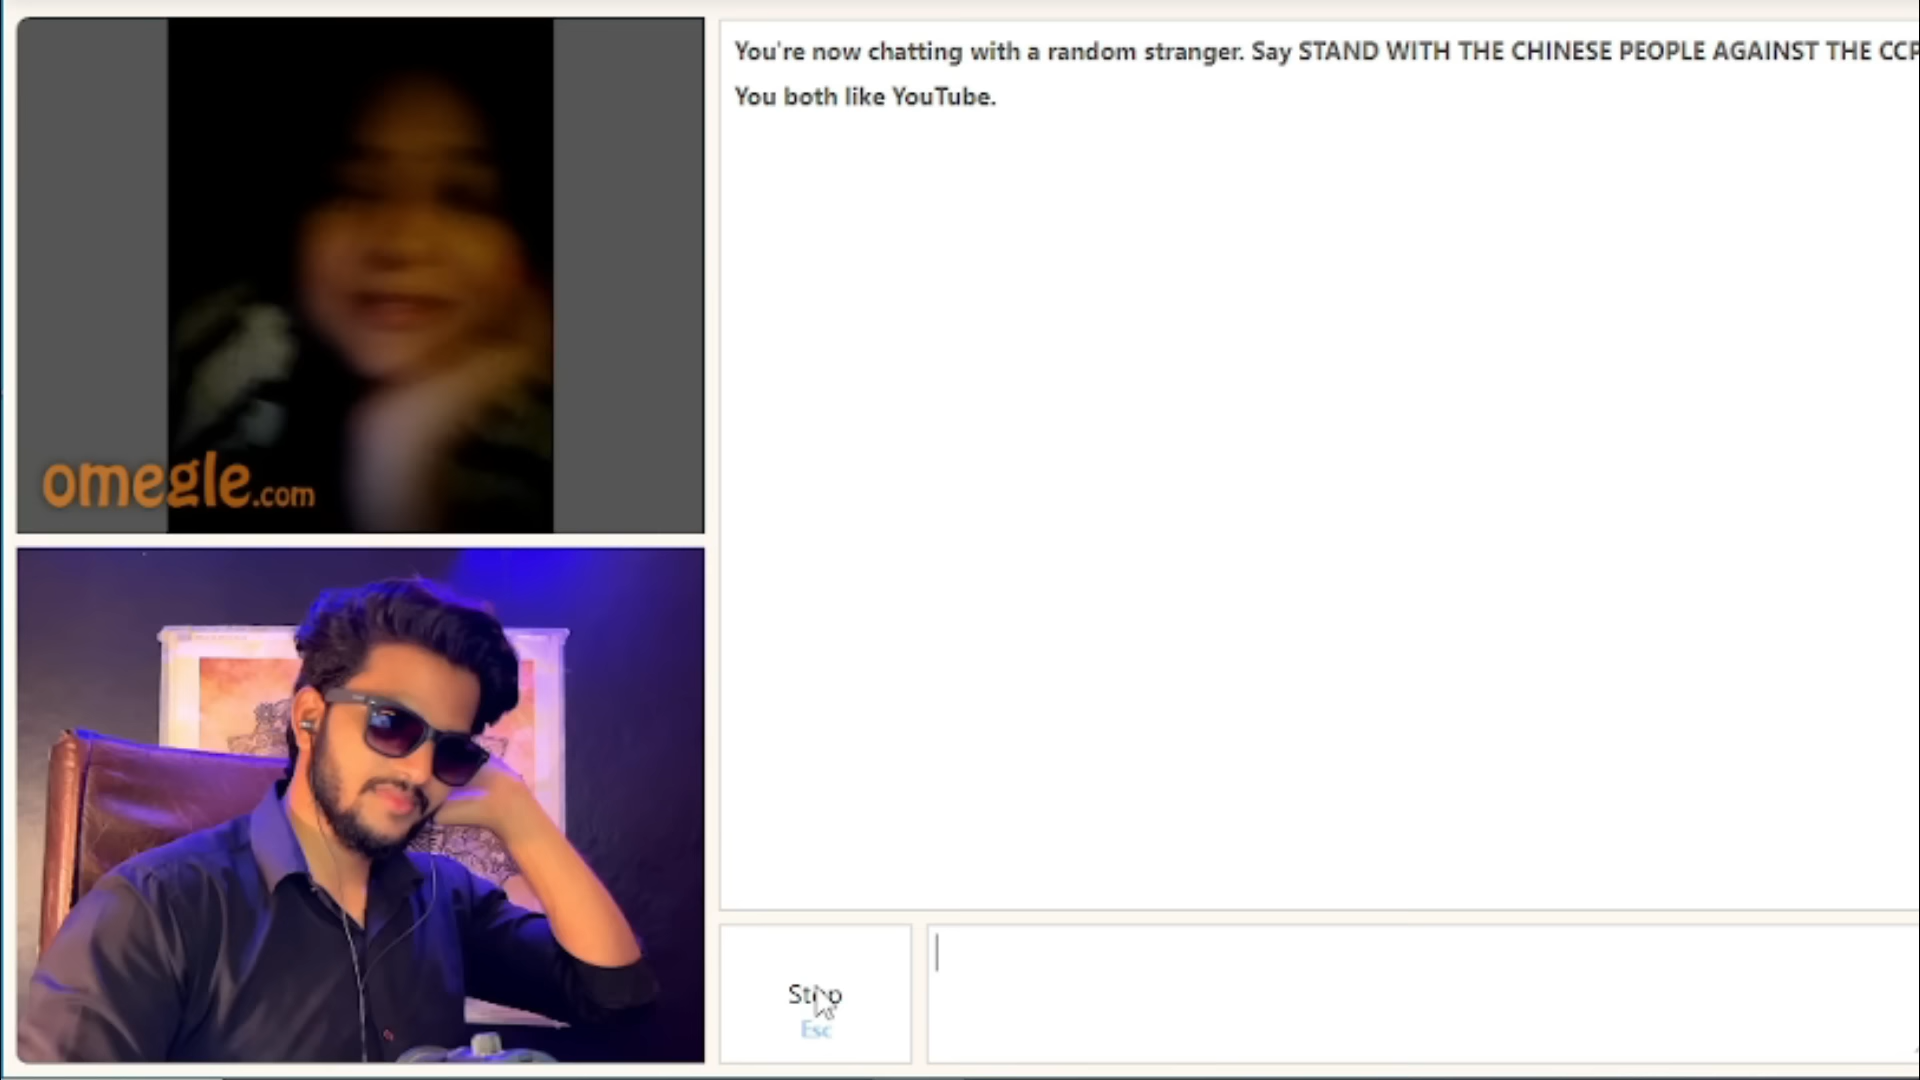 You're now chatting with a random stranger. Say STAND WITH THE CHINESE PEOPLE AGAINST THE CCP
You both like YouTube.
omegle.com
Stop
Esc